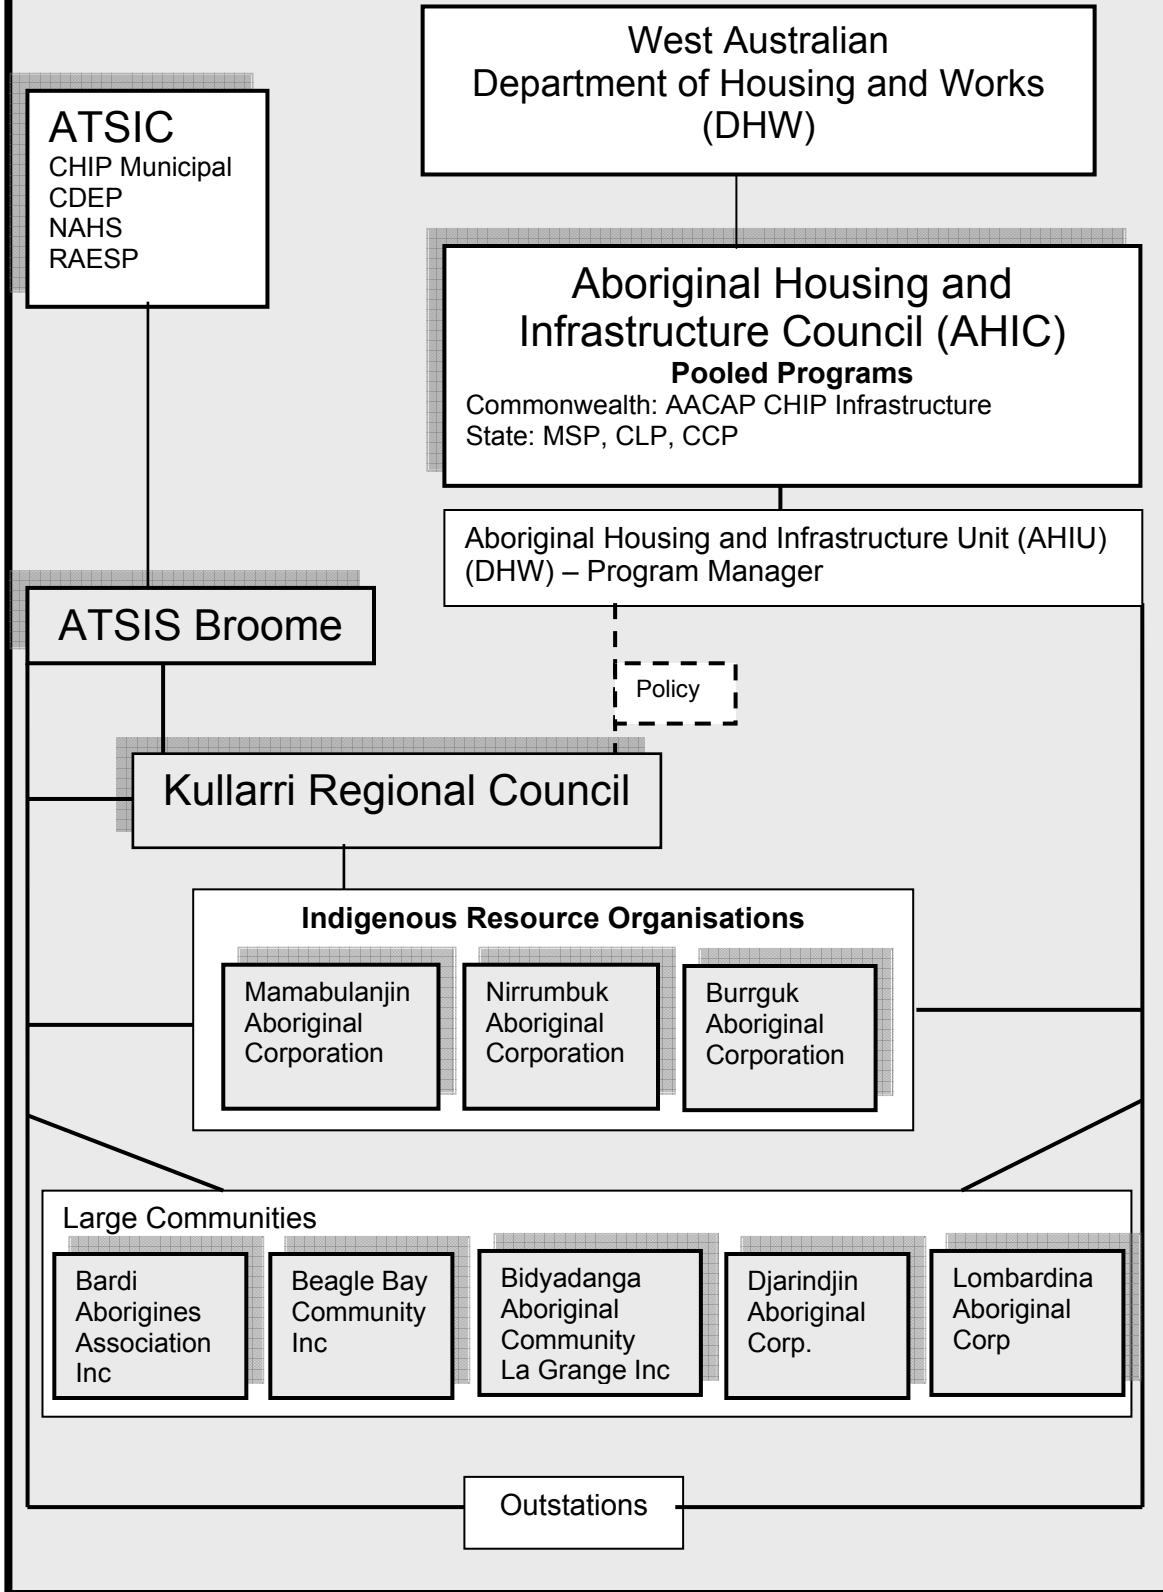 West Australian
Department of Housing and Works
(DHW)
ATSIC
CHIP Municipal
CDEP
NAHS
RAESP
Aboriginal Housing and
Infrastructure Council (AHIC)
Pooled Programs
Commonwealth: AACAP CHIP Infrastructure
State: MSP, CLP, CCP
Aboriginal Housing and Infrastructure Unit (AHIU)
(DHW) – Program Manager
ATSIS Broome
Policy
Kullarri Regional Council
Indigenous Resource Organisations
Mamabulanjin
Aboriginal
Corporation
Nirrumbuk
Aboriginal
Corporation
Burrguk
Aboriginal
Corporation
Large Communities
Bardi
Aborigines
Association
Inc
Beagle Bay
Community
Inc
Bidyadanga
Aboriginal
Community
La Grange Inc
Djarindjin
Aboriginal
Corp.
Lombardina
Aboriginal
Corp
Outstations